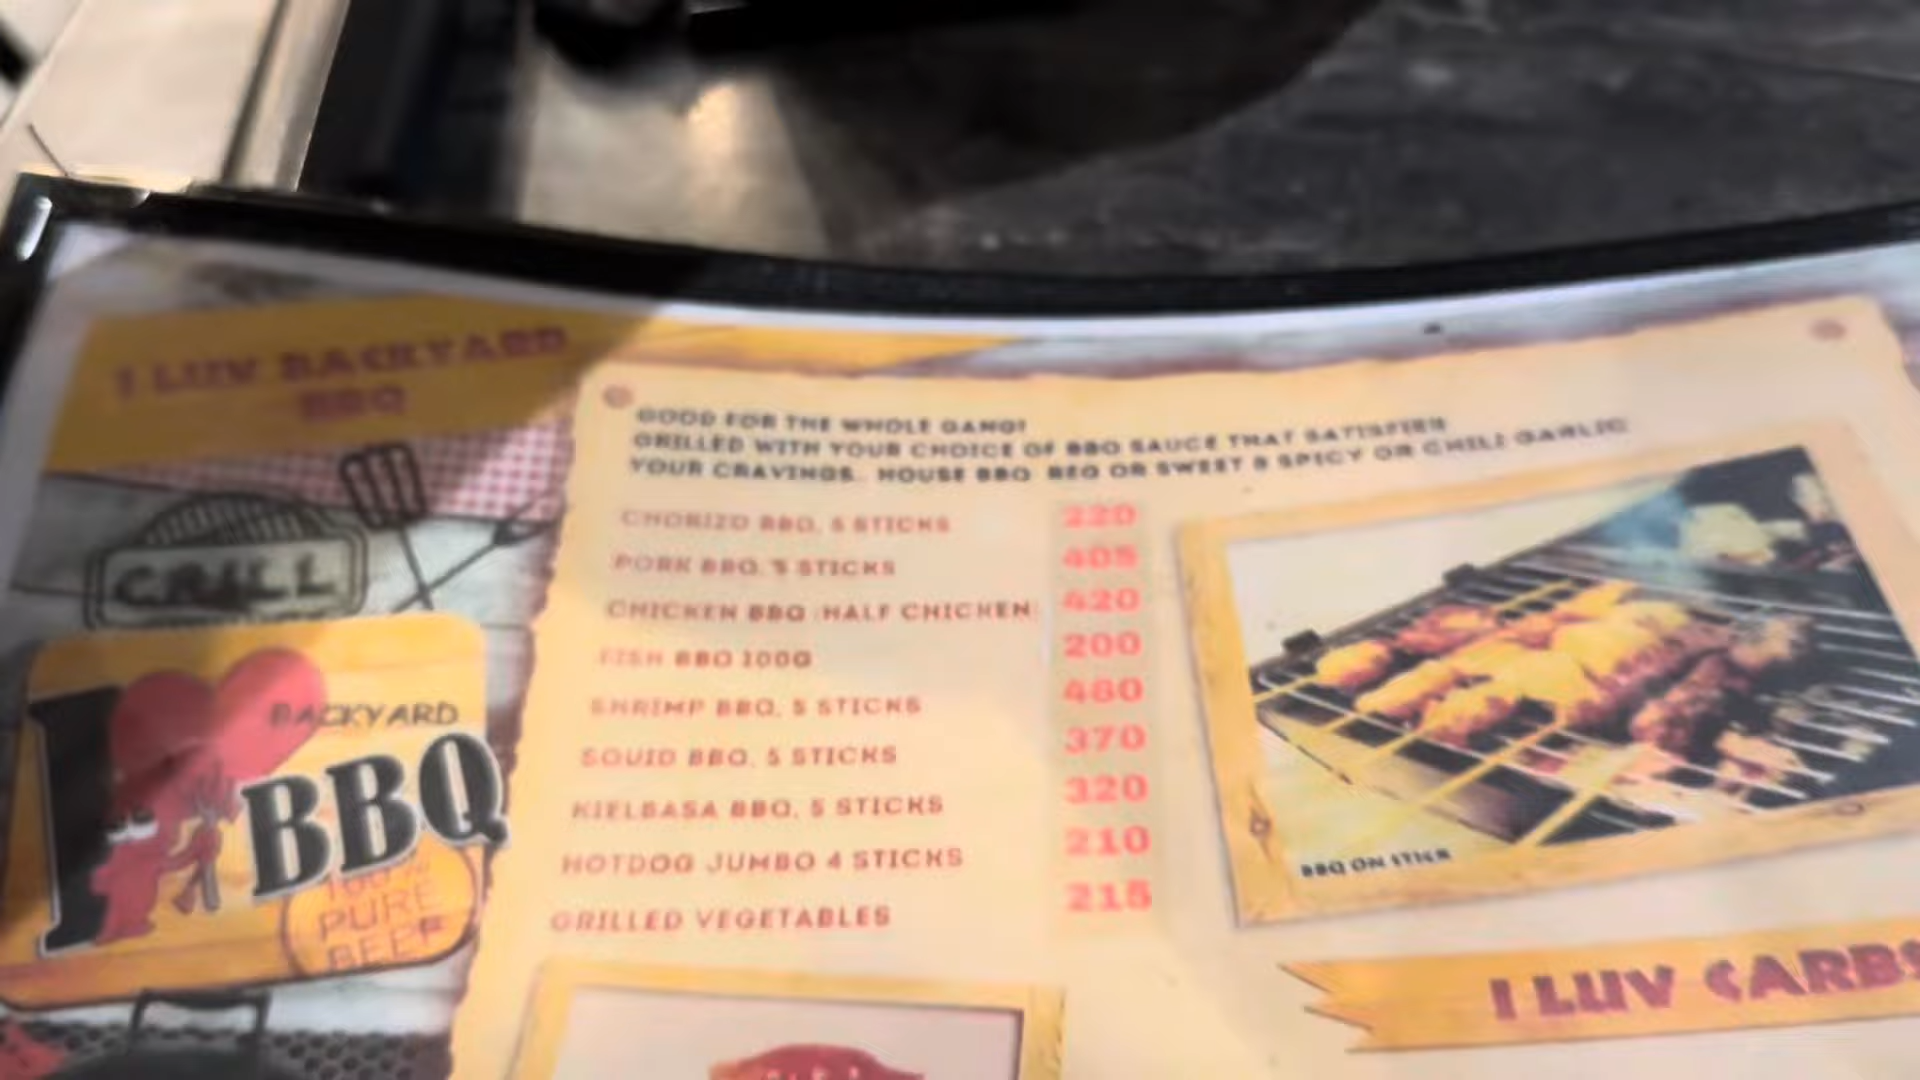 I LUV BACKYARD
BBQ
GOOD FOR THE WHOLE GANG!
GRILLED WITH YOUR CHOICE OF BBQ SAUCE THAT SATISFIES
YOUR CRAVINGS. HOUSE BBQ REG OR SWEET & SPICY OR CHILI GARLIC
CHORIZO BBQ, 5 STICKS 220
PORK BBQ, 5 STICKS 405
CHICKEN BBQ HALF CHICKEN 420
FISH BBQ 100G 200
SHRIMP BBQ, 5 STICKS 480
SQUID BBQ, 5 STICKS 370
KIELBASA BBQ, 5 STICKS 320
HOTDOG JUMBO 4 STICKS 210
GRILLED VEGETABLES 215
GRILL
I
BACKYARD
BBQ
100%
PURE
BEEF
BBQ ON STICK
I LUV CARBS